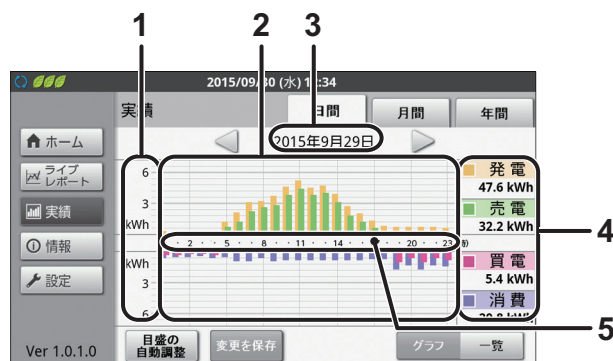 1 2 3
2015/09/30 (水) 1 :34
実績 日間 月間 年間
2015年9月29日
ホーム
ライブ
レポート
実績
情報
設定
Ver 1.0.1.0
6
3
kWh
kWh
3
6
2 ・ ・ 5 ・ ・ 8 ・ ・ 11 ・ ・ 14 ・ ・ ・ ・ 20 ・ ・ 23
発電
47.6 kWh
売電
32.2 kWh
買電
5.4 kWh
消費
4
5
目盛の
自動調整
変更を保存
グラフ 一覧